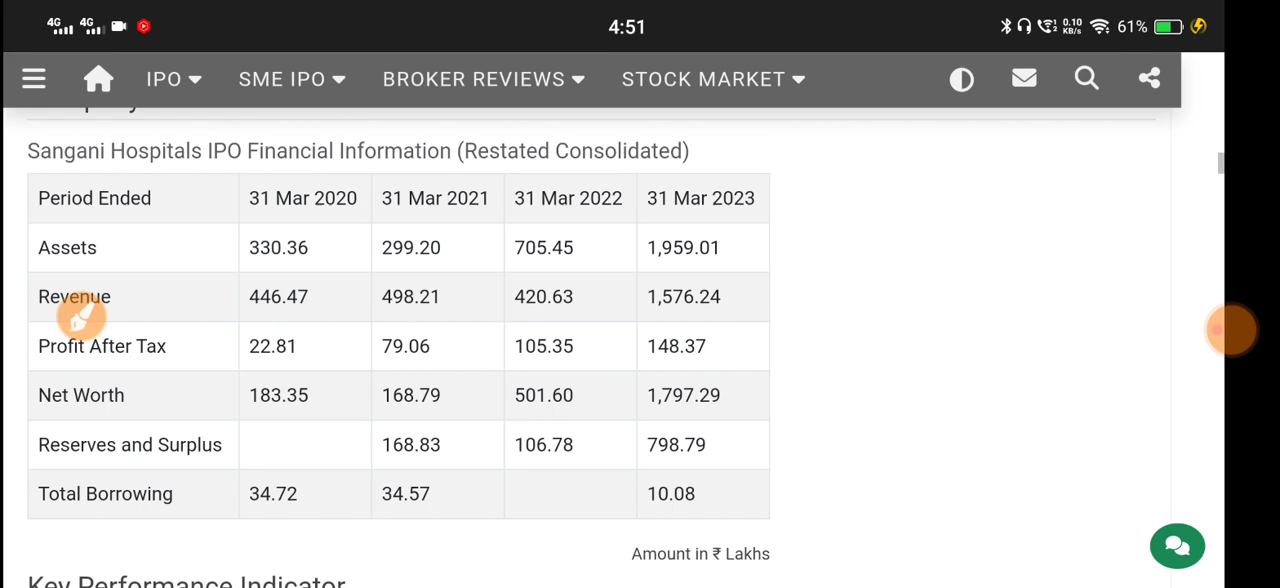 4G 4G 4:51 0.10 KB/s 61%
IPO SME IPO BROKER REVIEWS STOCK MARKET
Sangani Hospitals IPO Financial Information (Restated Consolidated)
Period Ended 31 Mar 2020 31 Mar 2021 31 Mar 2022 31 Mar 2023
Assets 330.36 299.20 705.45 1,959.01
Revenue 446.47 498.21 420.63 1,576.24
Profit After Tax 22.81 79.06 105.35 148.37
Net Worth 183.35 168.79 501.60 1,797.29
Reserves and Surplus 168.83 106.78 798.79
Total Borrowing 34.72 34.57 10.08
Amount in ₹ Lakhs
Key Performance Indicator